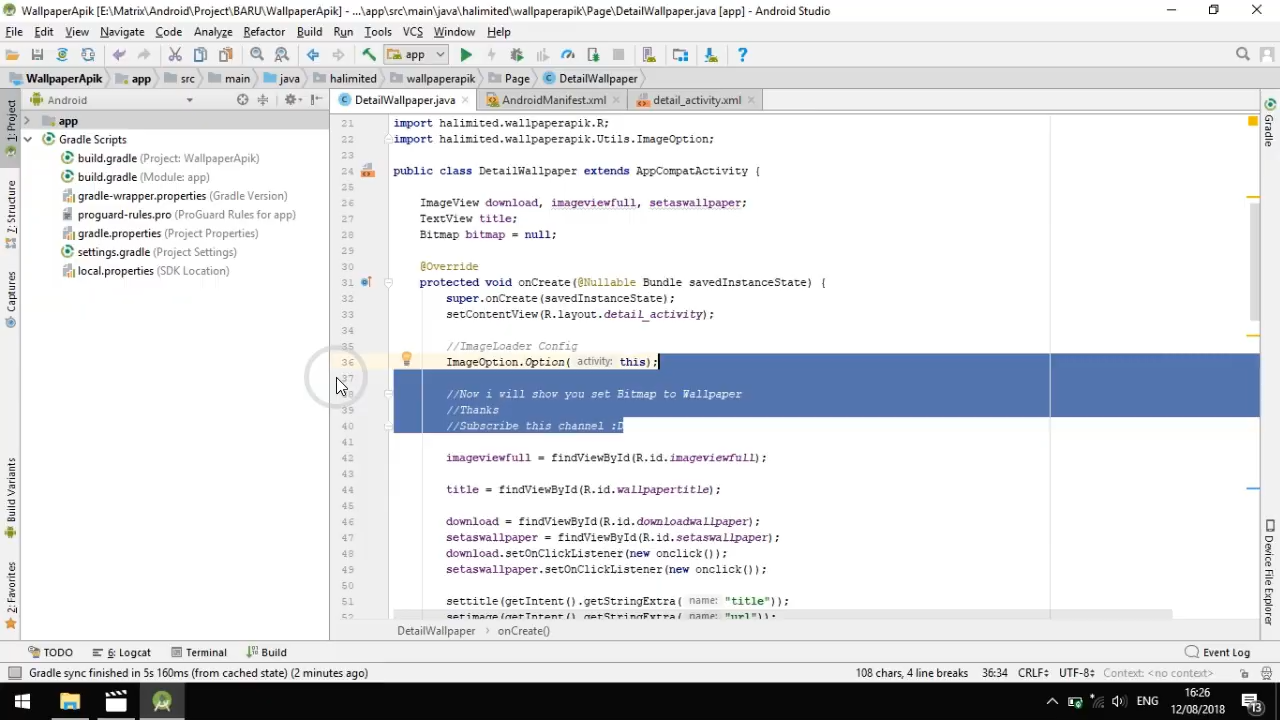 WallpaperApik [E:\Matrix\Android\Project\BARU\WallpaperApik] - ...\app\src\main\java\halimited\wallpaperapik\Page\DetailWallpaper.java [app] - Android Studio
File Edit View Navigate Code Analyze Refactor Build Run Tools VCS Window Help
app
WallpaperApik app src main java halimited wallpaperapik Page DetailWallpaper
Android
DetailWallpaper.java AndroidManifest.xml detail_activity.xml
1: Project
Z: Structure
Captures
Build Variants
2: Favorites
app
Gradle Scripts
build.gradle (Project: WallpaperApik)
build.gradle (Module: app)
gradle-wrapper.properties (Gradle Version)
proguard-rules.pro (ProGuard Rules for app)
gradle.properties (Project Properties)
settings.gradle (Project Settings)
local.properties (SDK Location)
21 import halimited.wallpaperapik.R;
22 import halimited.wallpaperapik.Utils.ImageOption;
23
24 public class DetailWallpaper extends AppCompatActivity {
25
26 ImageView download, imageviewfull, setaswallpaper;
27 TextView title;
28 Bitmap bitmap = null;
29
30 @Override
31 protected void onCreate(@Nullable Bundle savedInstanceState) {
32 super.onCreate(savedInstanceState);
33 setContentView(R.layout.detail_activity);
34
35 //ImageLoader Config
36 ImageOption.Option( activity: this);
37
38 //Now i will show you set Bitmap to Wallpaper
39 //Thanks
40 //Subscribe this channel :D
41
42 imageviewfull = findViewById(R.id.imageviewfull);
43
44 title = findViewById(R.id.wallpapertitle);
45
46 download = findViewById(R.id.downloadwallpaper);
47 setaswallpaper = findViewById(R.id.setaswallpaper);
48 download.setOnClickListener(new onclick());
49 setaswallpaper.setOnClickListener(new onclick());
50
51 settitle(getIntent().getStringExtra( name: "title"));
52 setimage(getIntent().getStringExtra( name: "url"));
DetailWallpaper onCreate()
Gradle
Device File Explorer
TODO 6: Logcat Terminal Build Event Log
Gradle sync finished in 5s 160ms (from cached state) (2 minutes ago) 108 chars, 4 line breaks 36:34 CRLF UTF-8 Context: <no context>
ENG 16:26
12/08/2018 13